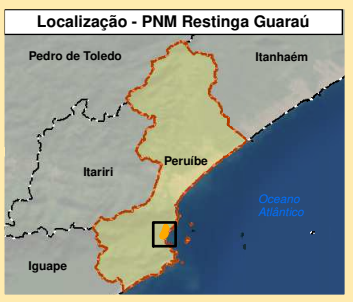 Localização - PNM Restinga Guaraú
Pedro de Toledo
Itanhaém
Peruíbe
Itariri
Oceano
Atlântico
Iguape